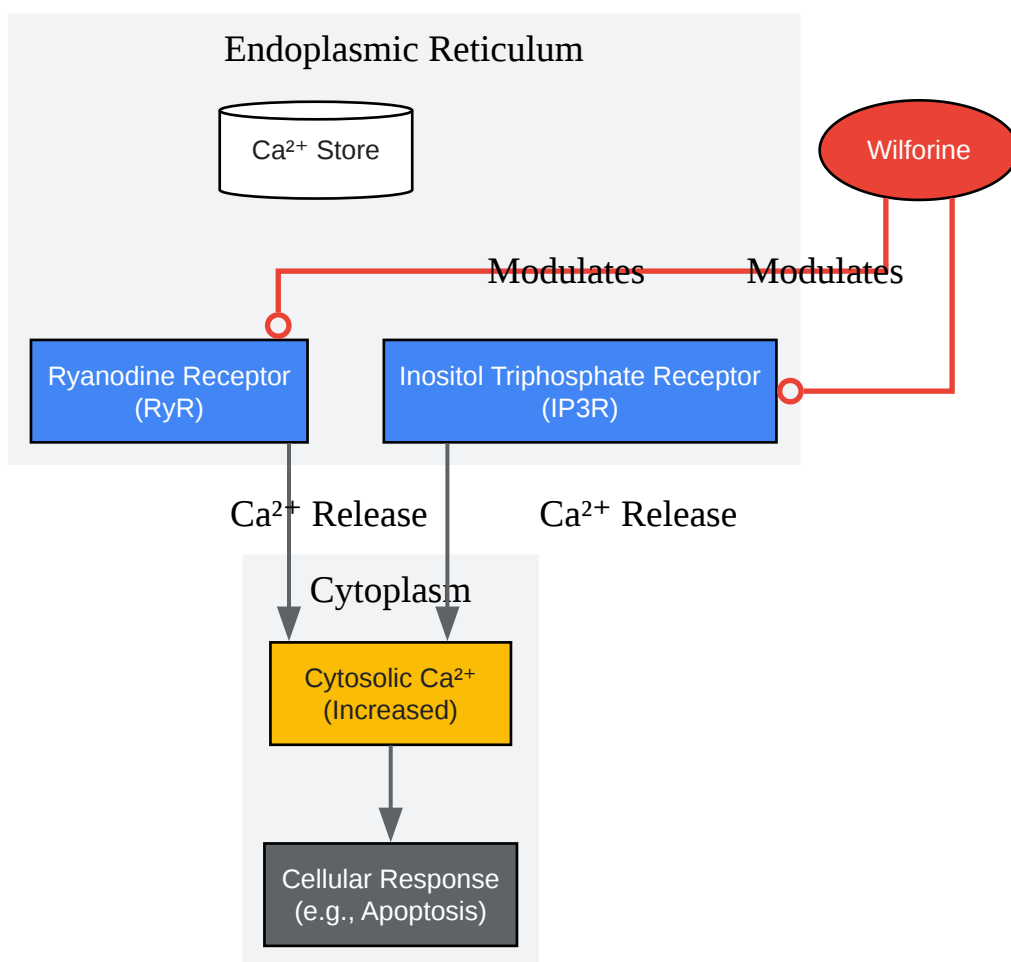 Endoplasmic Reticulum
Ca²⁺ Store
Wilforine
Modulates
Modulates
Ryanodine Receptor
(RyR)
Inositol Triphosphate Receptor
(IP3R)
Ca²⁺ Release
Ca²⁺ Release
Cytoplasm
Cytosolic Ca²⁺
(Increased)
Cellular Response
(e.g., Apoptosis)